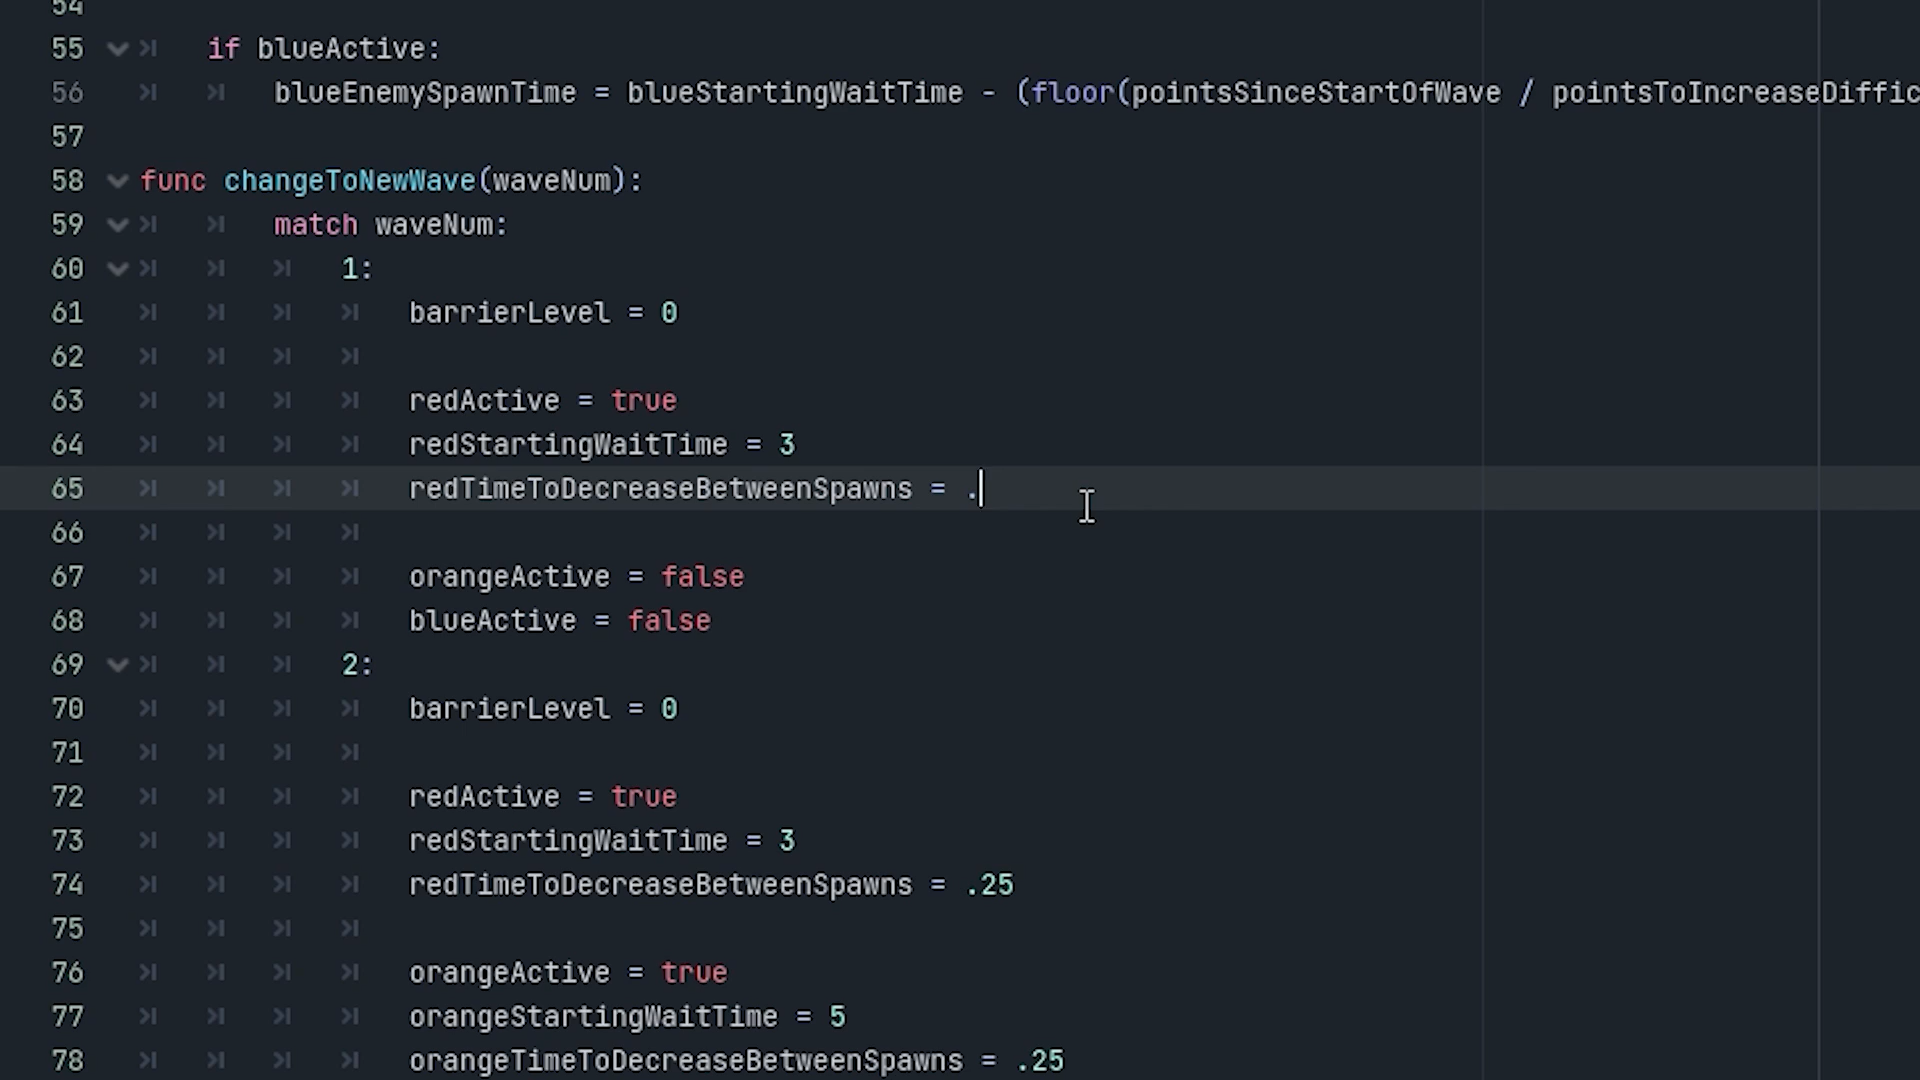 54
55 if blueActive:
56 blueEnemySpawnTime = blueStartingWaitTime - (floor(pointsSinceStartOfWave / pointsToIncreaseDiffic
57
58 func changeToNewWave(waveNum):
59 match waveNum:
60 1:
61 barrierLevel = 0
62
63 redActive = true
64 redStartingWaitTime = 3
65 redTimeToDecreaseBetweenSpawns = .
66
67 orangeActive = false
68 blueActive = false
69 2:
70 barrierLevel = 0
71
72 redActive = true
73 redStartingWaitTime = 3
74 redTimeToDecreaseBetweenSpawns = .25
75
76 orangeActive = true
77 orangeStartingWaitTime = 5
78 orangeTimeToDecreaseBetweenSpawns = .25